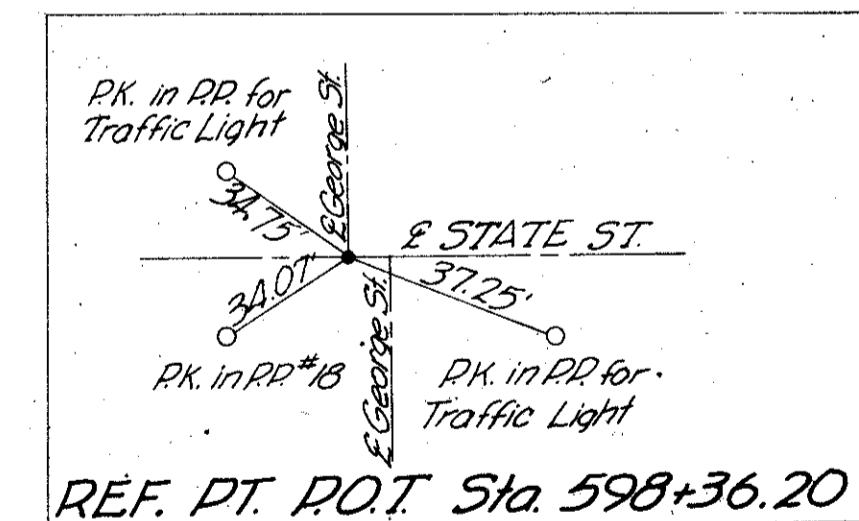 P.K. in P.P. for
Traffic Light
℄ George St.
34.75'
℄ STATE ST.
34.07'
37.25'
℄ George St.
P.K. in P.P. #18
P.K. in P.P. for
Traffic Light
REF. PT. P.O.T. Sta. 598+36.20